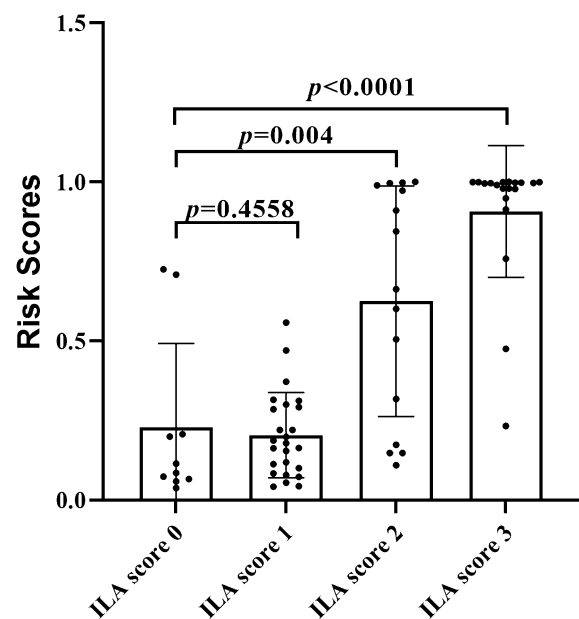 1.5
p<0.0001
p=0.004
1.0
p=0.4558
Risk Scores
0.5
0.0
ILA score 0
ILA score 1
ILA score 2
ILA score 3